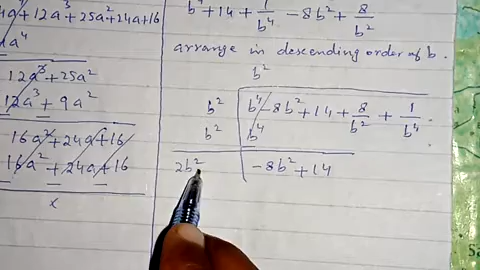 4a³+12a³+25a²+24a+16
4a⁴
12a³+25a²
12a³+9a²
16a²+24a+16
16a²+24a+16
x
b⁴+14+1/b⁴-8b²+8/b²
arrange in descending order of b.
b²
b² b⁴-8b²+14+8/b²+1/b⁴
b² b⁴
2b² -8b²+14